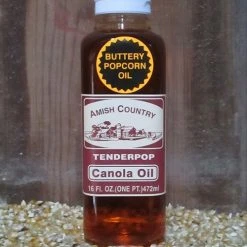 BUTTERY
POPCORN
OIL
AMISH COUNTRY
TENDERPOP
Canola Oil
16 FL. OZ.(ONE PT.)472ml